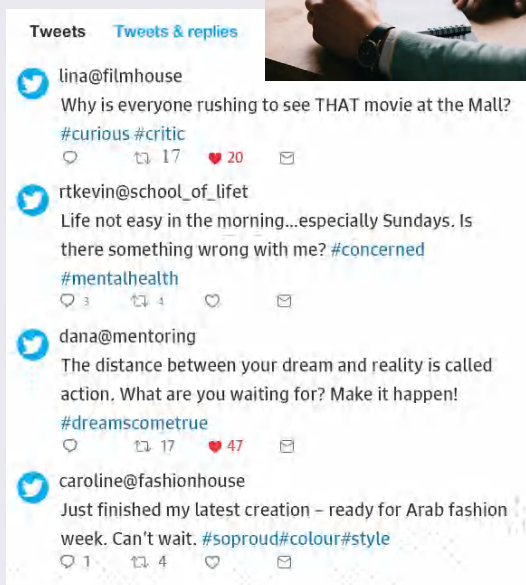 Tweets Tweets & replies
lina@filmhouse
Why is everyone rushing to see THAT movie at the Mall?
#curious #critic
17 20
rtkevin@school_of_lifet
Life not easy in the morning...especially Sundays. Is
there something wrong with me? #concerned
#mentalhealth
3 4
dana@mentoring
The distance between your dream and reality is called
action. What are you waiting for? Make it happen!
#dreamscometrue
17 47
caroline@fashionhouse
Just finished my latest creation – ready for Arab fashion
week. Can't wait. #soproud#colour#style
1 4